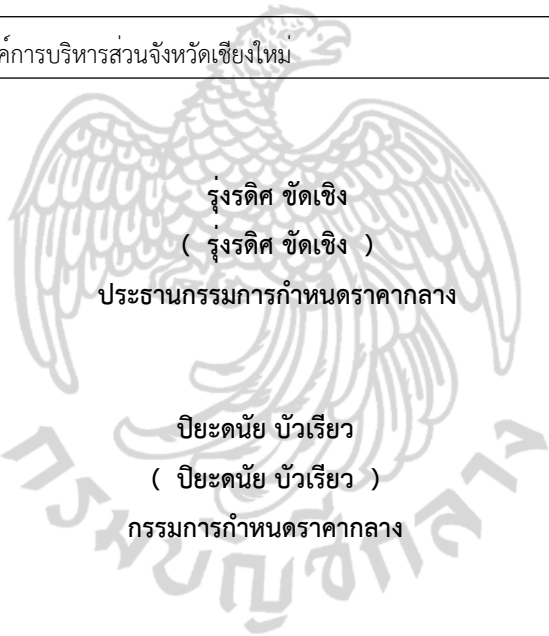 ค์การบริหารส่วนจังหวัดเชียงใหม่
รุ่งรดิศ ขัดเชิง
( รุ่งรดิศ ขัดเชิง )
ประธานกรรมการกำหนดราคากลาง
ปิยะดนัย บัวเรียว
( ปิยะดนัย บัวเรียว )
กรรมการกำหนดราคากลาง
กรมบัญชีกลาง